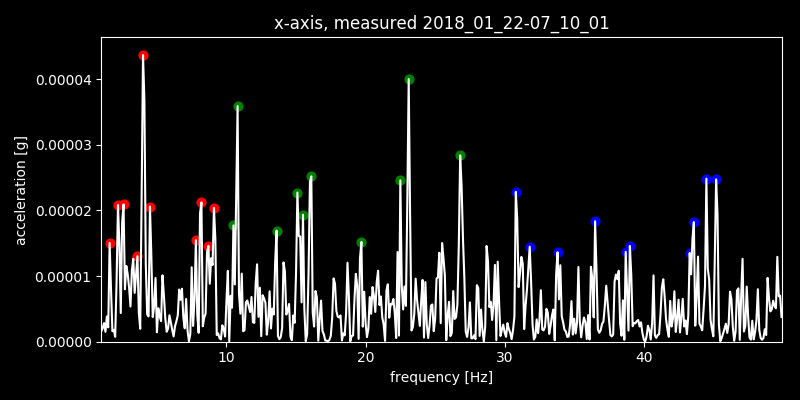 x-axis, measured 2018_01_22-07_10_01
acceleration [g]
0.00004
0.00003
0.00002
0.00001
0.00000
10 20 30 40
frequency [Hz]